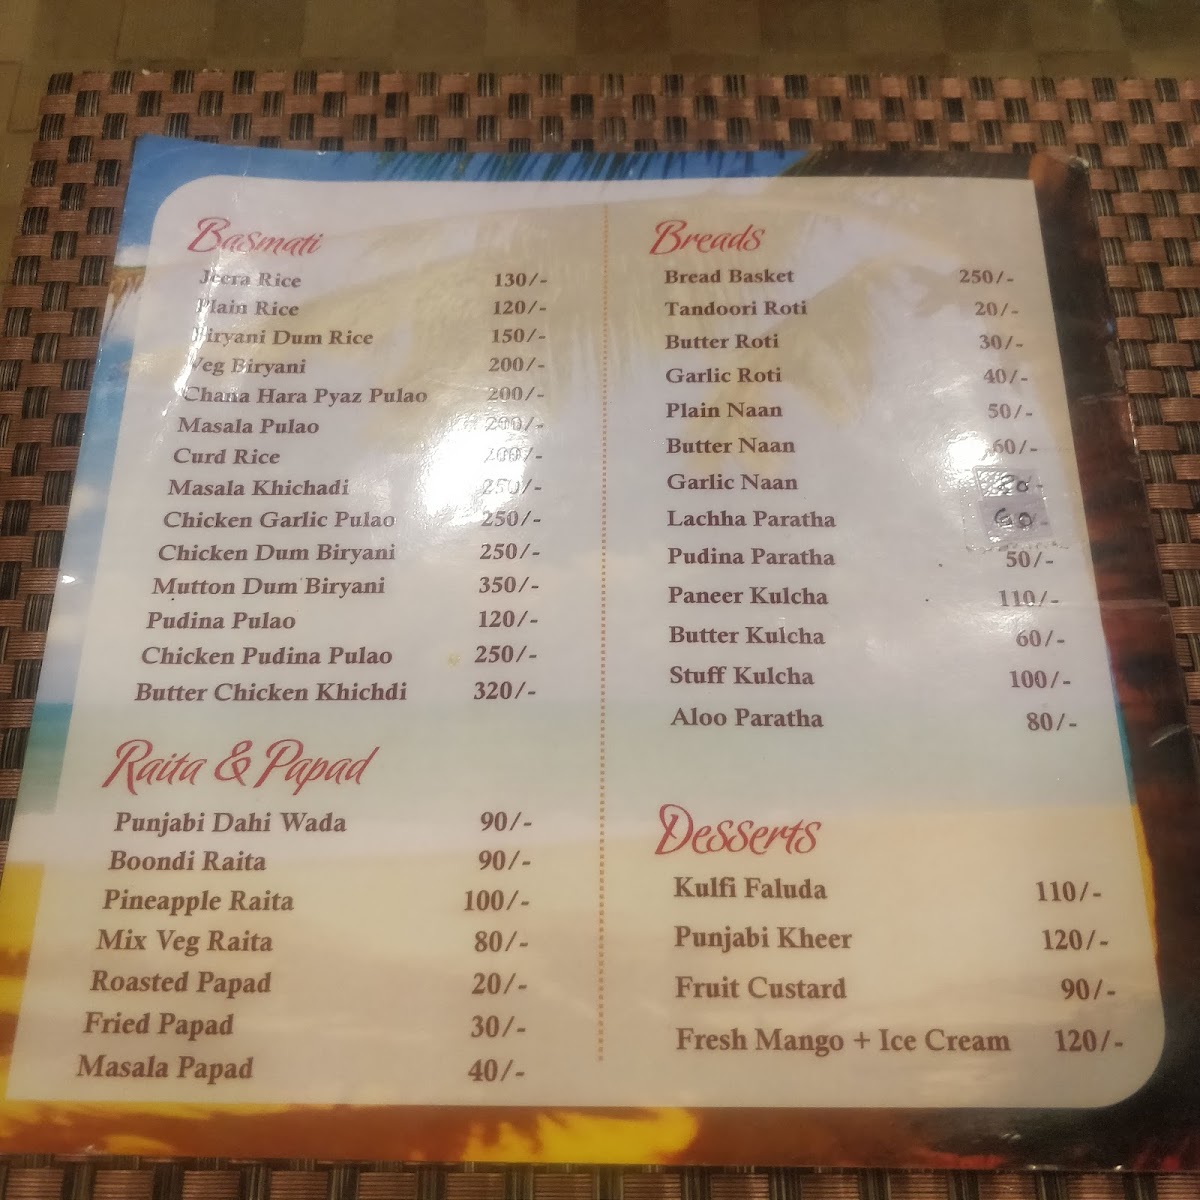 Basmati
Jeera Rice 130/-
Plain Rice 120/-
Biryani Dum Rice 150/-
Veg Biryani 200/-
Chana Hara Pyaz Pulao 200/-
Masala Pulao 200/-
Curd Rice 200/-
Masala Khichadi 250/-
Chicken Garlic Pulao 250/-
Chicken Dum Biryani 250/-
Mutton Dum Biryani 350/-
Pudina Pulao 120/-
Chicken Pudina Pulao 250/-
Butter Chicken Khichdi 320/-
Raita & Papad
Punjabi Dahi Wada 90/-
Boondi Raita 90/-
Pineapple Raita 100/-
Mix Veg Raita 80/-
Roasted Papad 20/-
Fried Papad 30/-
Masala Papad 40/-
Breads
Bread Basket 250/-
Tandoori Roti 20/-
Butter Roti 30/-
Garlic Roti 40/-
Plain Naan 50/-
Butter Naan 60/-
Garlic Naan
Lachha Paratha 60/-
Pudina Paratha 50/-
Paneer Kulcha 110/-
Butter Kulcha 60/-
Stuff Kulcha 100/-
Aloo Paratha 80/-
Desserts
Kulfi Faluda 110/-
Punjabi Kheer 120/-
Fruit Custard 90/-
Fresh Mango + Ice Cream 120/-